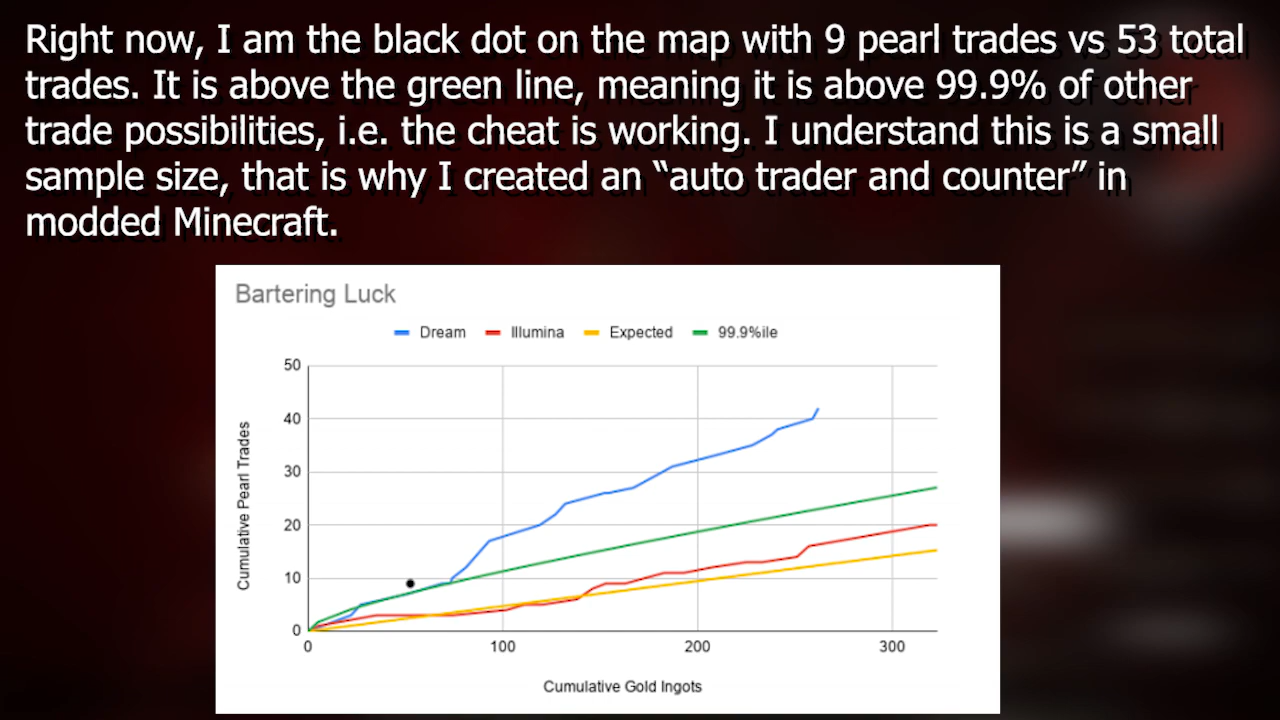 Right now, I am the black dot on the map with 9 pearl trades vs 53 total
trades. It is above the green line, meaning it is above 99.9% of other
trade possibilities, i.e. the cheat is working. I understand this is a small
sample size, that is why I created an “auto trader and counter” in
modded Minecraft.
Bartering Luck
Dream Illumina Expected 99.9%ile
50
40
30
20
10
0
Cumulative Pearl Trades
0 100 200 300
Cumulative Gold Ingots